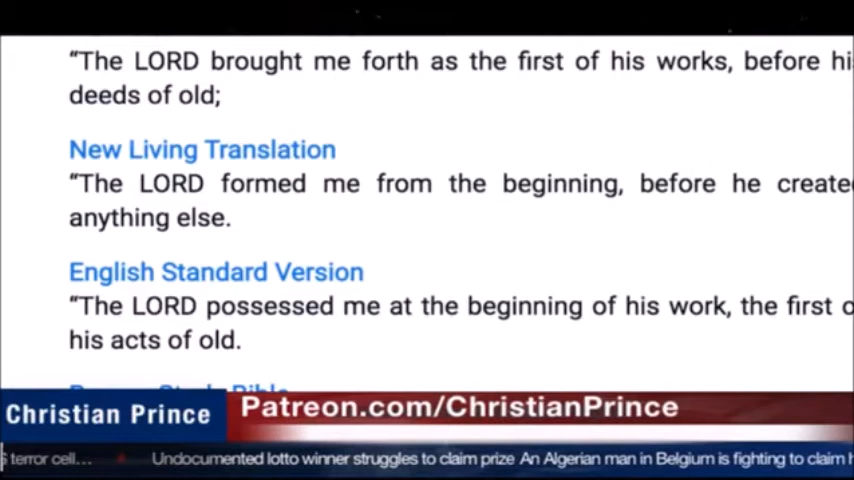 “The LORD brought me forth as the first of his works, before his
deeds of old;
New Living Translation
“The LORD formed me from the beginning, before he created
anything else.
English Standard Version
“The LORD possessed me at the beginning of his work, the first o
his acts of old.
Christian Prince
Patreon.com/ChristianPrince
terror cell... Undocumented lotto winner struggles to claim prize An Algerian man in Belgium is fighting to claim